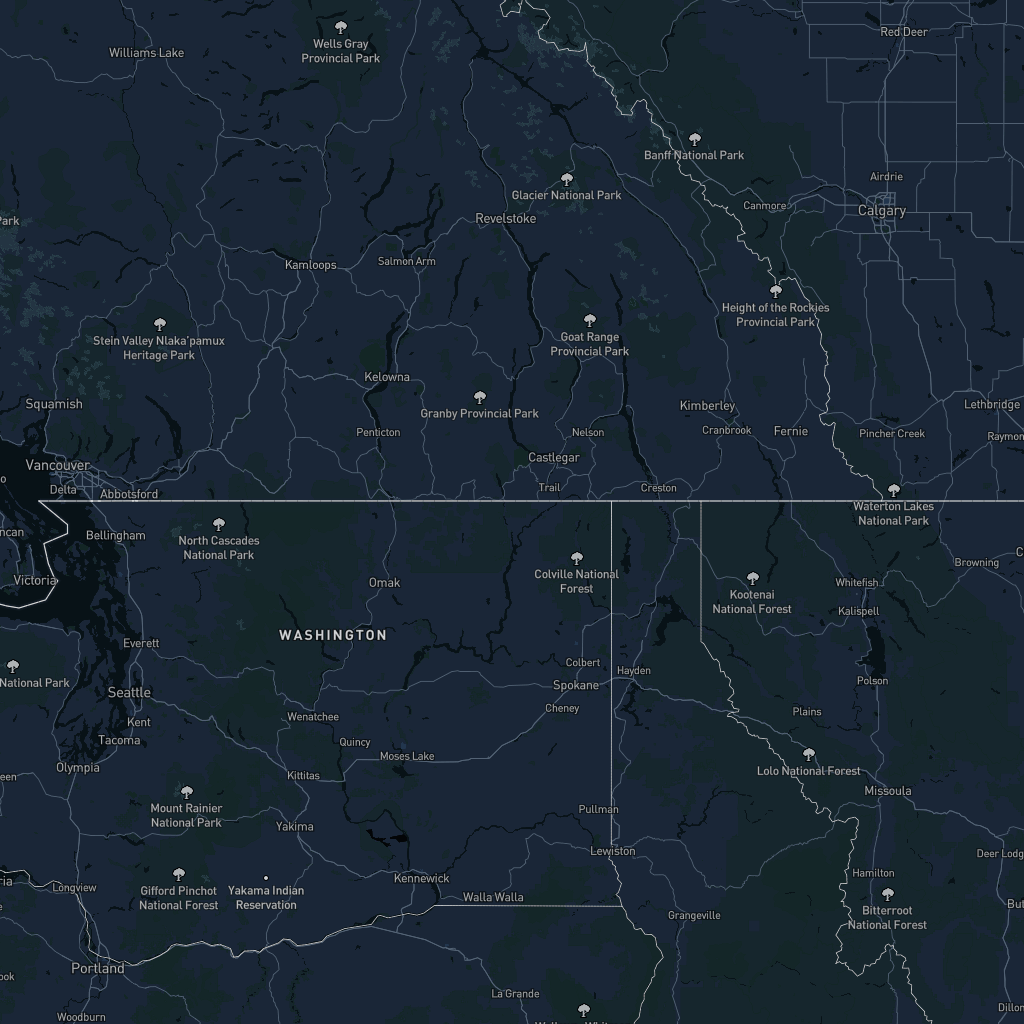 Red Deer
Williams Lake
Wells Gray
Provincial Park
Banff National Park
Airdrie
Glacier National Park
Canmore
Calgary
Revelstoke
Park
Kamloops
Salmon Arm
Height of the Rockies
Provincial Park
Stein Valley Nlaka'pamux
Heritage Park
Goat Range
Provincial Park
Kelowna
Squamish
Granby Provincial Park
Kimberley
Lethbridge
Penticton
Nelson
Cranbrook
Fernie
Pincher Creek
Raymon
Castlegar
Vancouver
Delta
Abbotsford
Trail
Creston
Waterton Lakes
National Park
ncan
Bellingham
North Cascades
National Park
Browning
Victoria
Omak
Colville National
Forest
Kootenai
National Forest
Whitefish
Kalispell
WASHINGTON
Everett
Colbert
Hayden
National Park
Seattle
Spokane
Polson
Kent
Wenatchee
Cheney
Plains
Tacoma
Quincy
Moses Lake
Olympia
een
Kittitas
Lolo National Forest
Missoula
Mount Rainier
National Park
Pullman
Yakima
Lewiston
Deer Lodg
ria
Longview
Gifford Pinchot
National Forest
Yakama Indian
Reservation
Kennewick
Walla Walla
Hamilton
Bitterroot
National Forest
Grangeville
But
Portland
ook
La Grande
Woodburn
Dillon